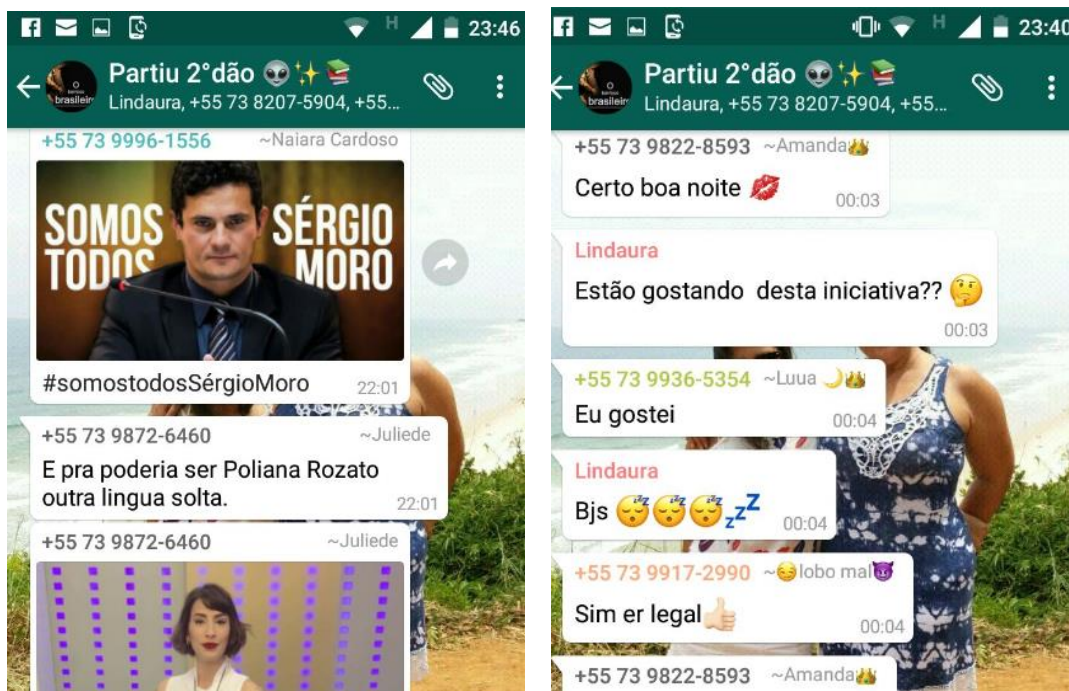 23:46
Partiu 2°dão 👽✨📚
Lindaura, +55 73 8207-5904, +55...
+55 73 9996-1556 ~Naiara Cardoso
SOMOS SÉRGIO
TODOS MORO
#somostodosSérgioMoro 22:01
+55 73 9872-6460 ~Juliede
E pra poderia ser Poliana Rozato
outra lingua solta. 22:01
+55 73 9872-6460 ~Juliede
H 23:40
Partiu 2°dão 👽✨📚
Lindaura, +55 73 8207-5904, +55...
+55 73 9822-8593 ~Amanda👑
Certo boa noite 💋 00:03
Lindaura
Estão gostando desta iniciativa?? 🤔
00:03
+55 73 9936-5354 ~Luua 🌙👑
Eu gostei 00:04
Lindaura
Bjs 😴😴😴💤 00:04
+55 73 9917-2990 ~😏lobo mal😈
Sim er legal👍🏻 00:04
+55 73 9822-8593 ~Amanda👑